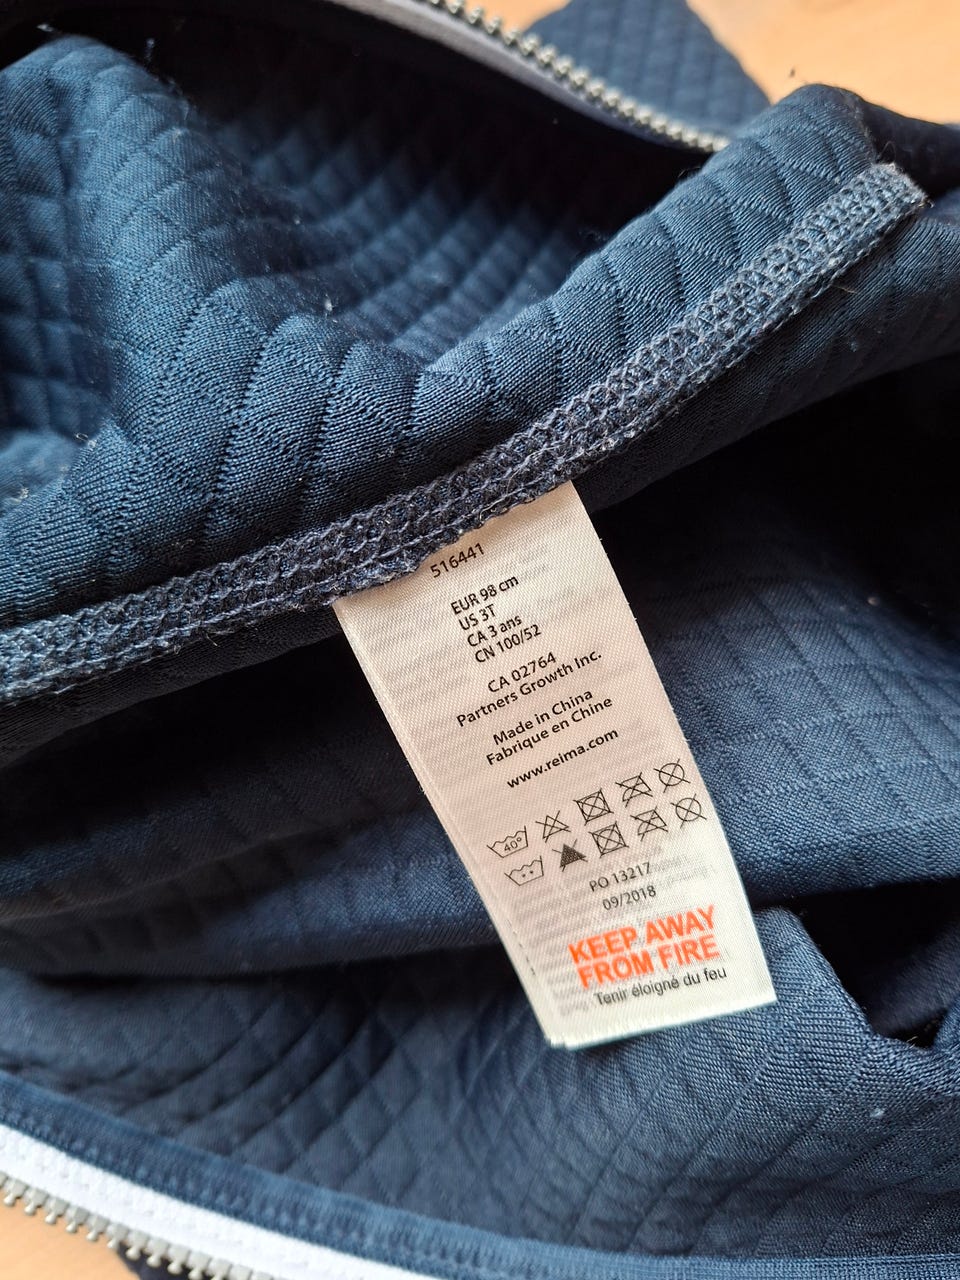 516441
EUR 98 cm
US 3T
CA 3 ans
CN 100/52
CA 02764
Partners Growth Inc.
Made in China
Fabriqué en Chine
www.reima.com
40°
PO 13217
09/2018
KEEP AWAY
FROM FIRE
Tenir éloigné du feu